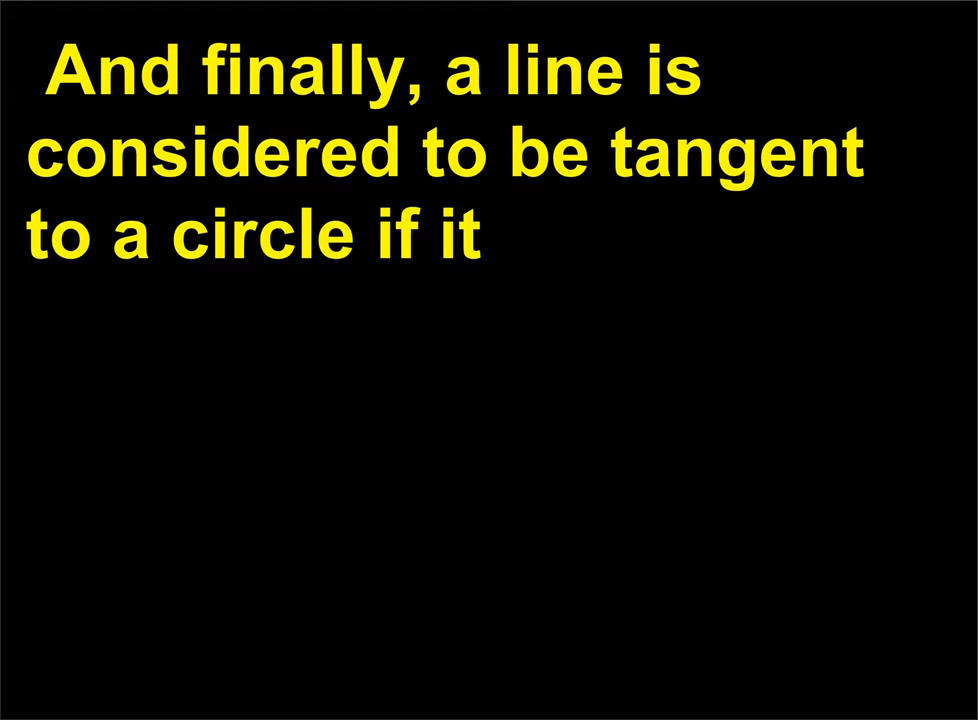 And finally, a line is
considered to be tangent
to a circle if it